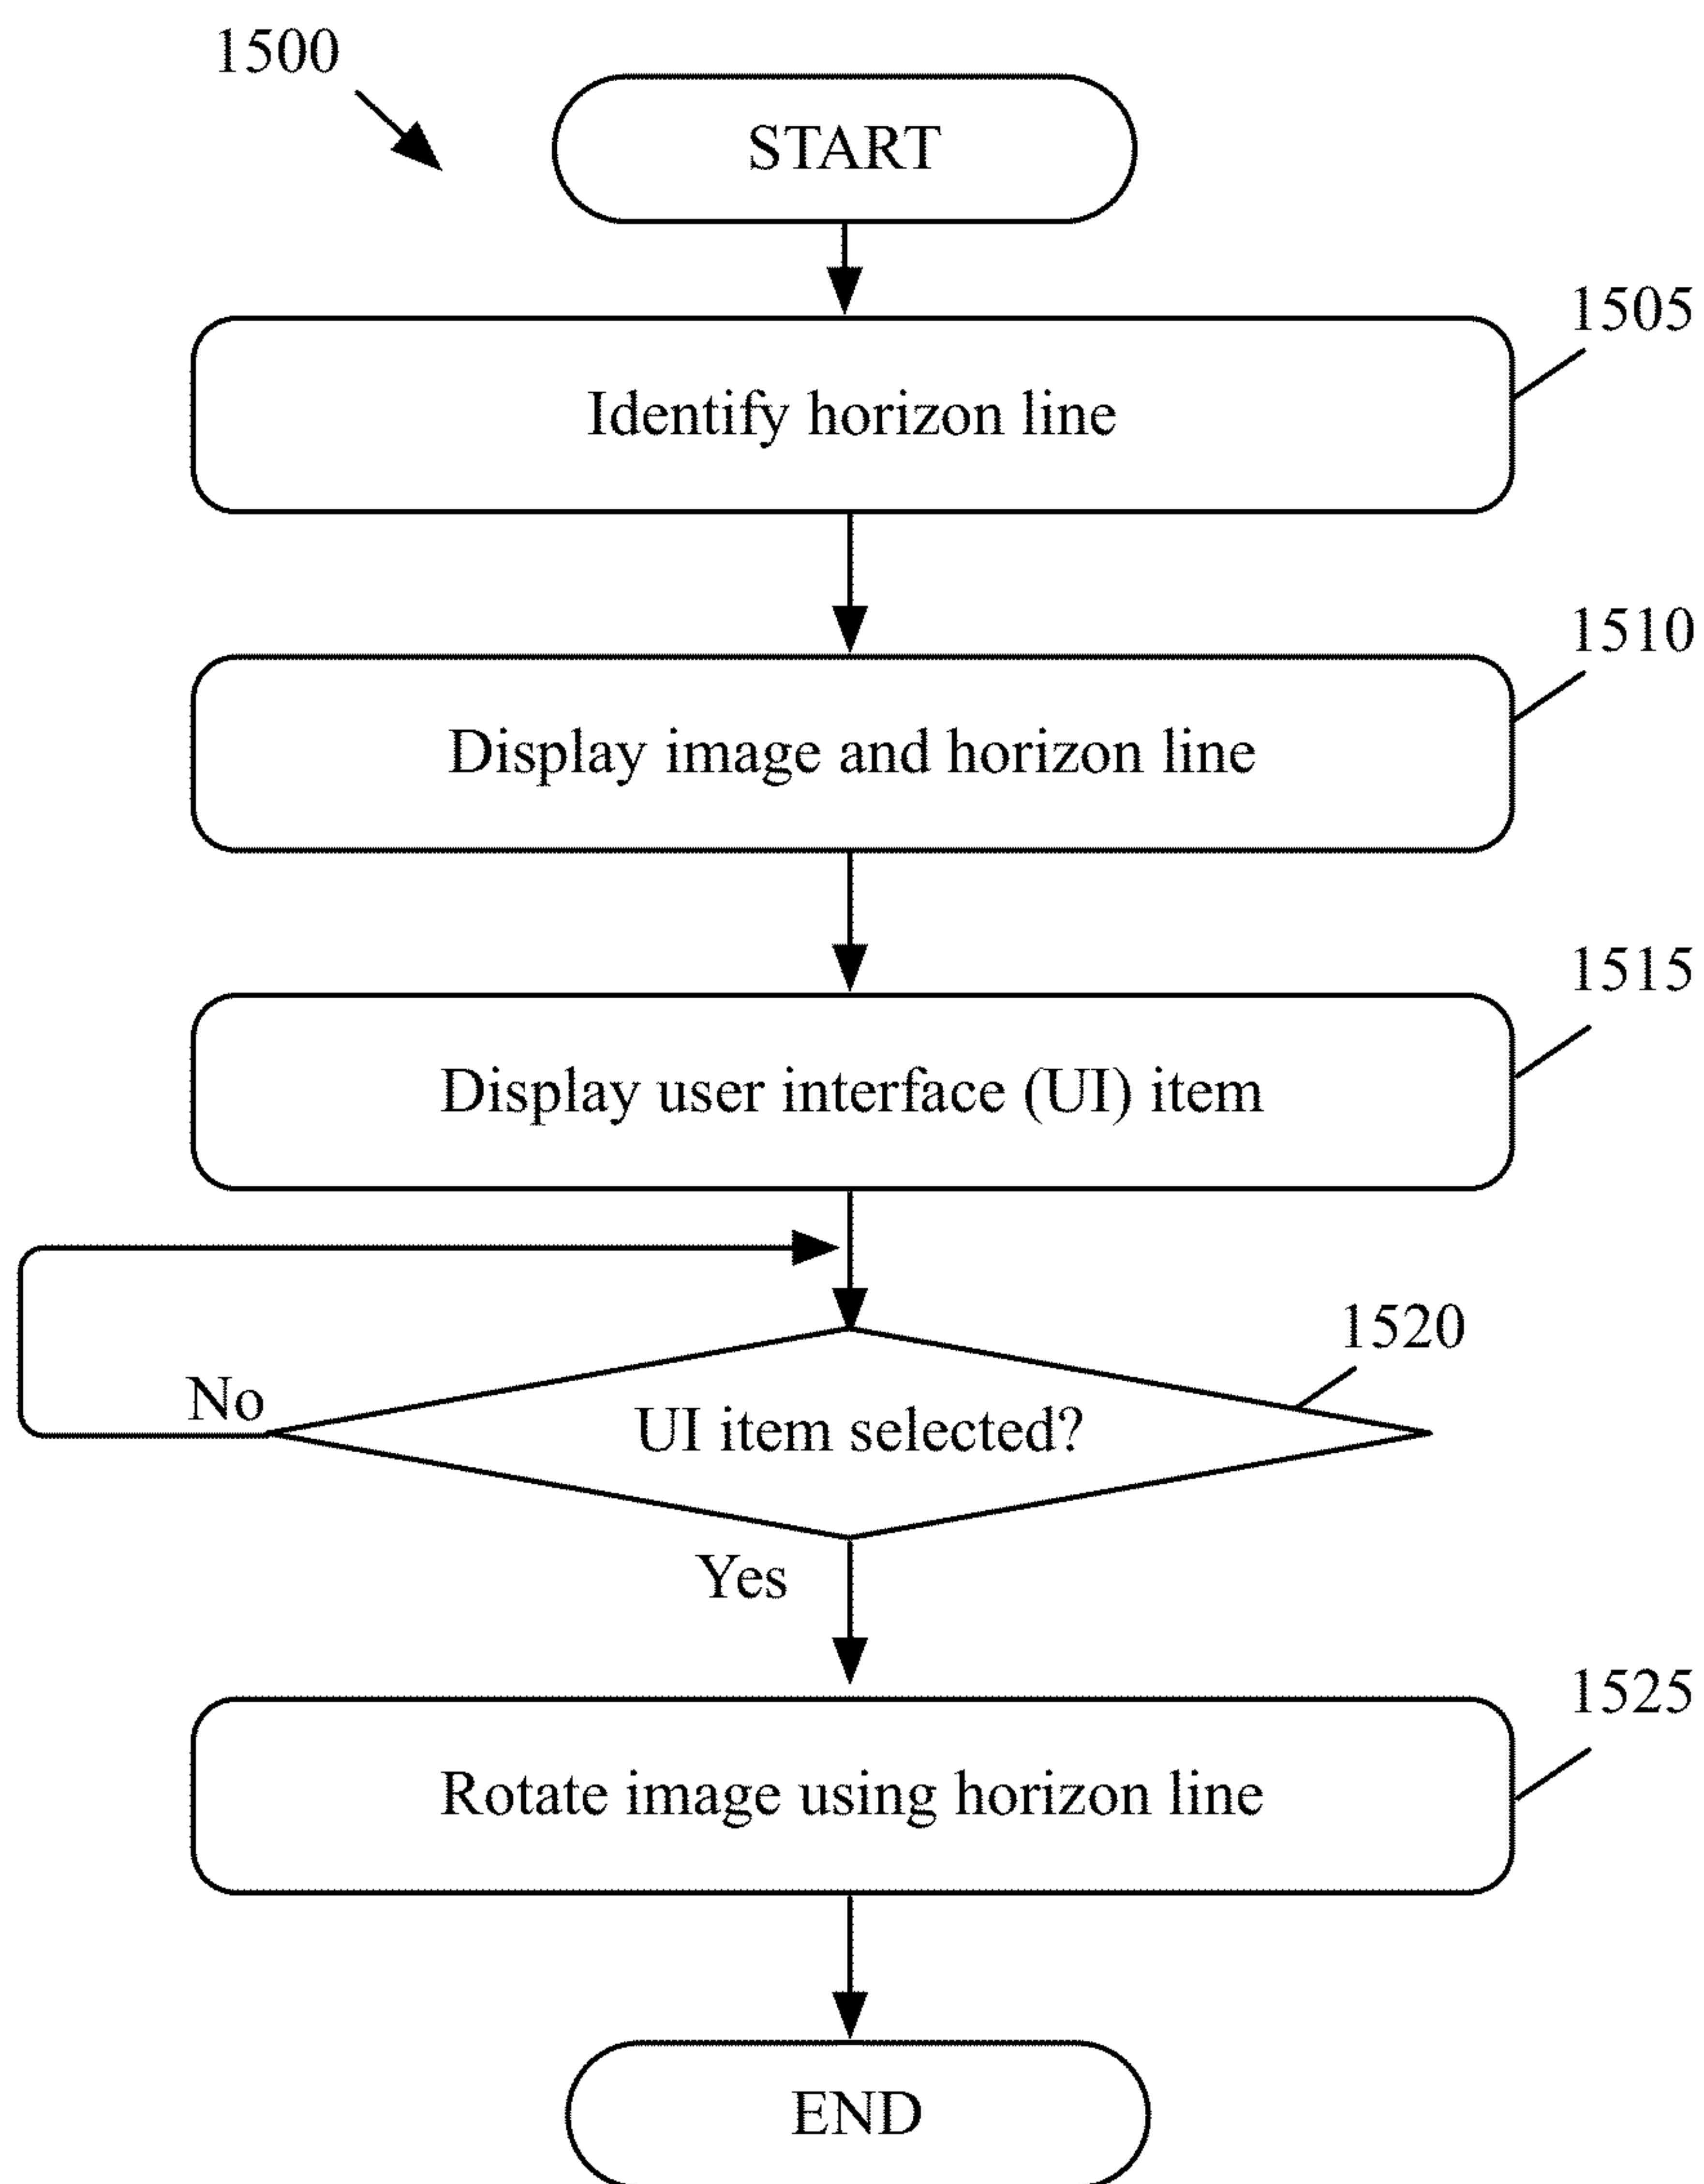 1500
START
1505
Identify horizon line
1510
Display image and horizon line
1515
Display user interface (UI) item
1520
No
UI item selected?
Yes
1525
Rotate image using horizon line
END